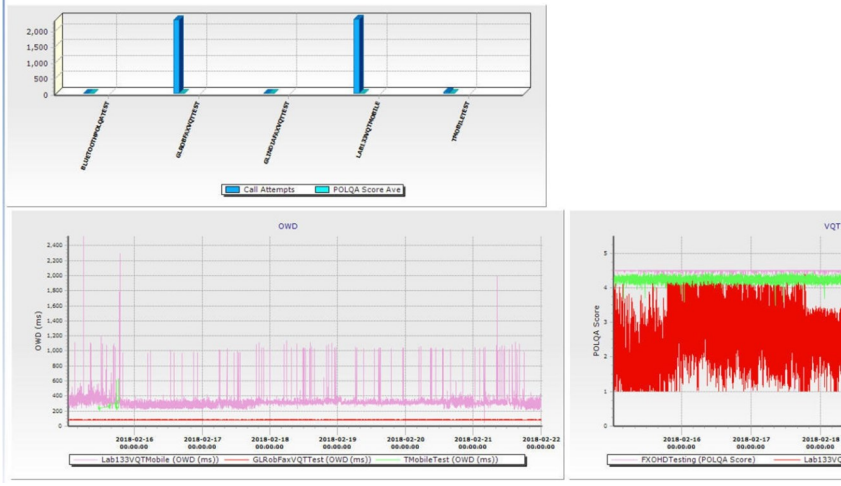 2,000
1,500
1,000
500
0
BLUETOOTHPOLQATEST
GLROBFAXVQTTEST
GLINDIAFAXVQTTEST
LAB133VQTMOBILE
TMOBILETEST
Call Attempts POLQA Score Ave
OWD
OWD (ms)
2,400
2,200
2,000
1,800
1,600
1,400
1,200
1,000
800
600
400
200
0
2018-02-16 2018-02-17 2018-02-18 2018-02-19 2018-02-20 2018-02-21 2018-02-22
00:00:00 00:00:00 00:00:00 00:00:00 00:00:00 00:00:00 00:00:00
Lab133VQTMobile (OWD (ms)) GLRobFaxVQTTest (OWD (ms)) TMobileTest (OWD (ms))
VQT
POLQA Score
5
4
3
2
1
0
2018-02-16 2018-02-17 2018-02-18
00:00:00 00:00:00 00:00:00
FXOHDTesting (POLQA Score) Lab133VQ